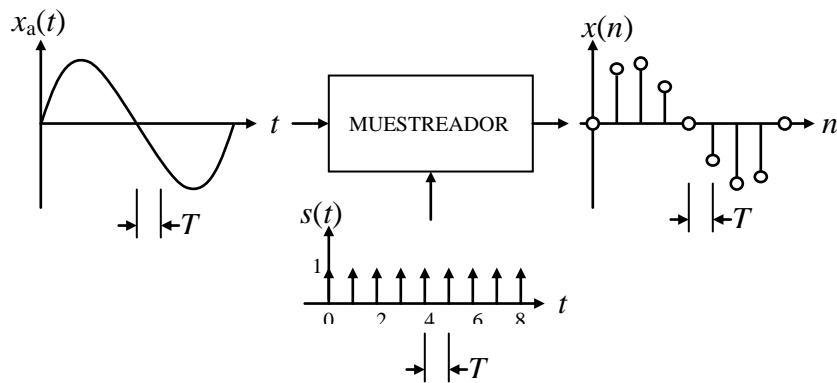 xa(t)
t
T
MUESTREADOR
x(n)
n
T
s(t)
1
0 2 4 6 8
t
T